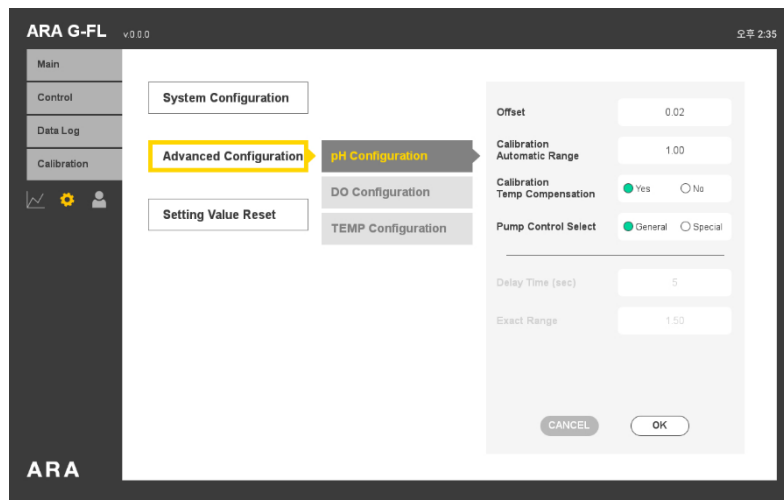 ARA G-FL v.0.0.0
오후 2:35
Main
Control
Data Log
Calibration
System Configuration
Advanced Configuration
Setting Value Reset
pH Configuration
DO Configuration
TEMP Configuration
Offset 0.02
Calibration
Automatic Range 1.00
Calibration
Temp Compensation Yes No
Pump Control Select General Special
Delay Time (sec) 5
Exact Range 1.50
CANCEL OK
ARA